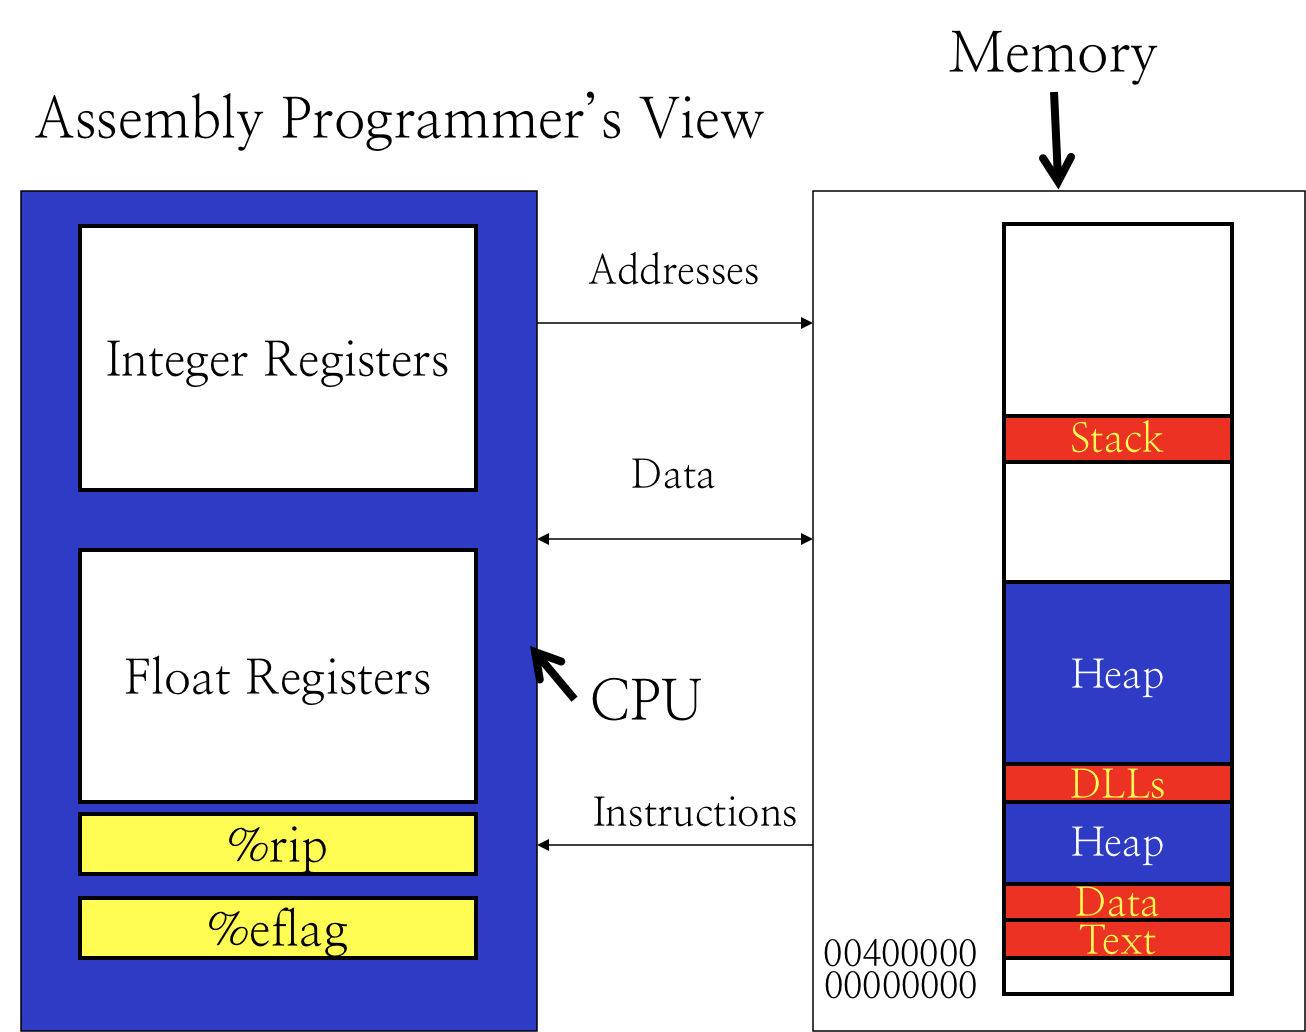 Memory
Assembly Programmer’s View
Integer Registers
Float Registers
%rip
%eflag
Addresses
Data
CPU
Instructions
Stack
Heap
DLLs
Heap
Data
Text
00400000
00000000